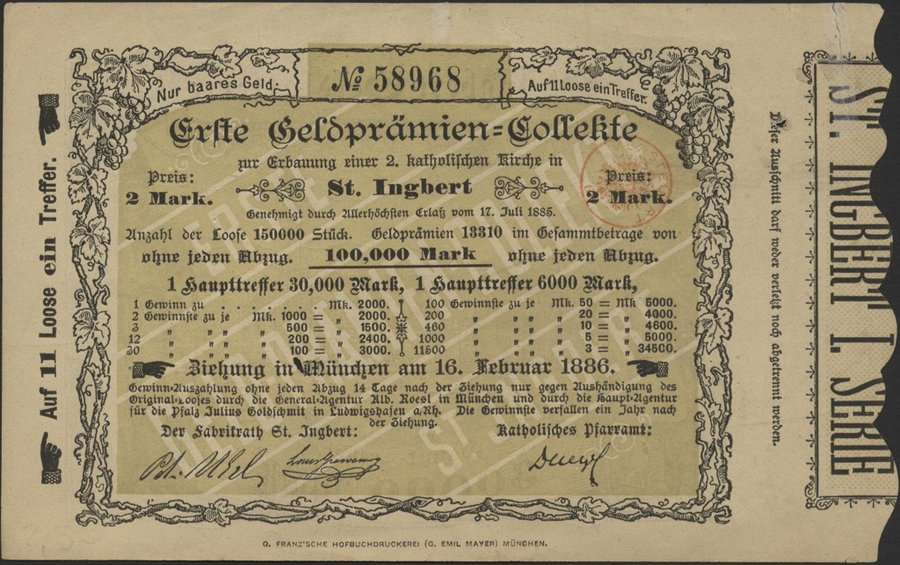 Nur baares Geld.
№ 58968
Auf 11 Loose ein Treffer.
Erste Geldprämien=Collekte
zur Erbauung einer 2. katholischen Kirche in
Preis:
2 Mark.
St. Ingbert
Preis:
2 Mark.
Genehmigt durch Allerhöchsten Erlaß vom 17. Juli 1885.
Anzahl der Loose 150000 Stück. Geldprämien 13310 im Gesammtbetrage von
ohne jeden Abzug. 100,000 Mark ohne jeden Abzug.
1 Haupttreffer 30,000 Mark, 1 Haupttreffer 6000 Mark,
1 Gewinn zu . . . . . Mk. 2000. 100 Gewinnste zu je Mk. 50 = Mk 5000.
2 Gewinnste zu je Mk. 1000 = „ 2000. 200 „ „ „ „ 20 = „ 4000.
3 „ „ „ „ 500 = „ 1500. 460 „ „ „ „ 10 = „ 4600.
12 „ „ „ „ 200 = „ 2400. 1000 „ „ „ „ 5 = „ 5000.
30 „ „ „ „ 100 = „ 3000. 11500 „ „ „ „ 3 = „ 34500.
Ziehung in München am 16. Februar 1886.
Gewinn-Auszahlung ohne jeden Abzug 14 Tage nach der Ziehung nur gegen Aushändigung des
Original-Looses durch die General-Agentur Alb. Roesl in München und durch die Haupt-Agentur
für die Pfalz Julius Goldschmit in Ludwigshafen a/Rh. Die Gewinnste verfallen ein Jahr nach
der Ziehung.
Der Fabrikrath St. Ingbert:
Katholisches Pfarramt:
G. FRANZ'SCHE HOFBUCHDRUCKEREI (G. EMIL MAYER) MÜNCHEN.
Auf 11 Loose ein Treffer.
Dieser Ausschnitt darf weder verletzt noch abgetrennt werden.
ST. INGBERT I. SERIE